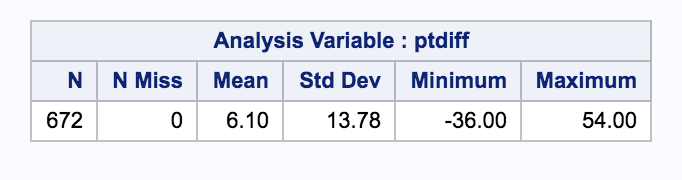 Analysis Variable : ptdiff
N N Miss Mean Std Dev Minimum Maximum
672 0 6.10 13.78 -36.00 54.00